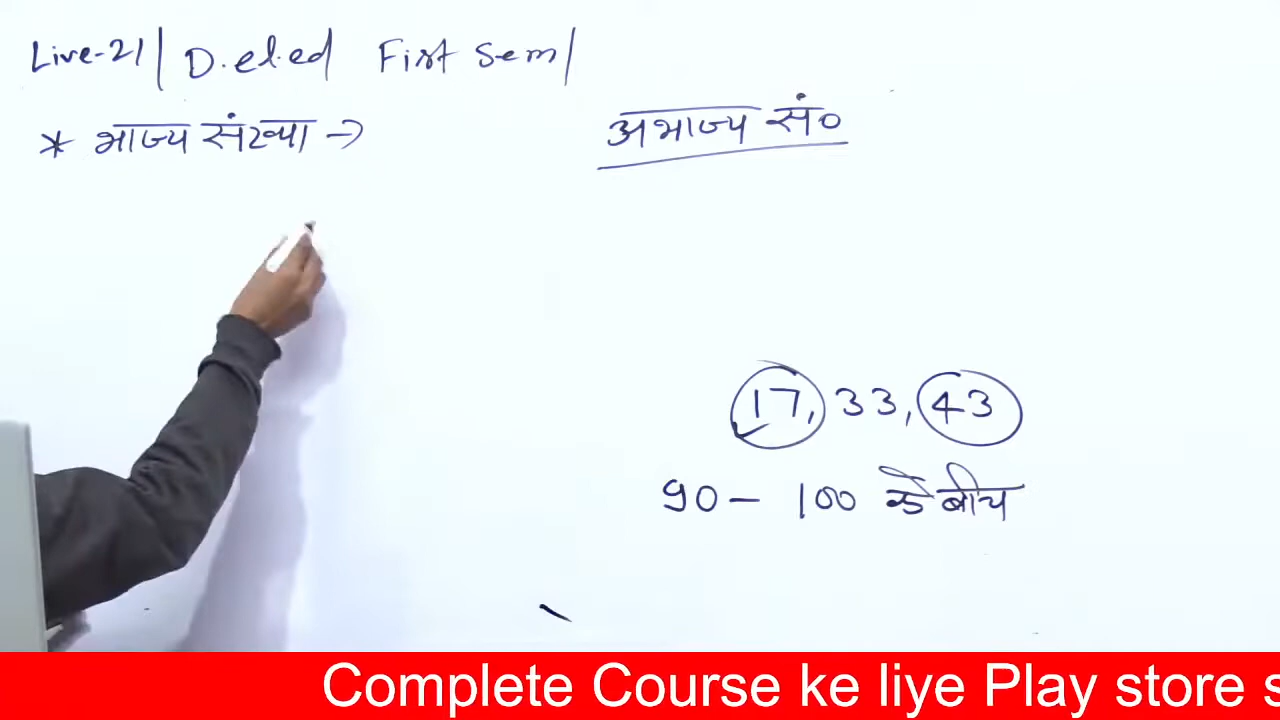 Live-21 | D.el.ed First Sem /
* भाज्य संख्या →
अभाज्य सं०
17, 33, 43
90 - 100 के बीच
Complete Course ke liye Play store s